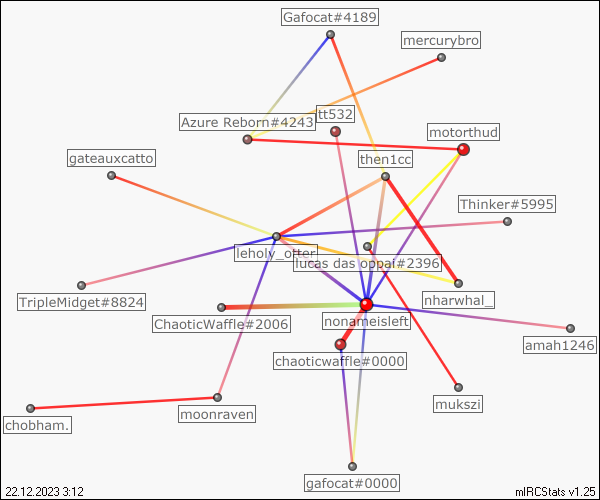 Gafocat#4189
mercurybro
Azure Reborn#4243
tt532
motorthud
gateauxcatto
then1cc
Thinker#5995
leholy_otter
lucas das oppai#2396
TripleMidget#8824
nharwhal_
ChaoticWaffle#2006
nonameisleft
amah1246
chaoticwaffle#0000
mukszi
chobham.
moonraven
gafocat#0000
22.12.2023 3:12
mIRCStats v1.25